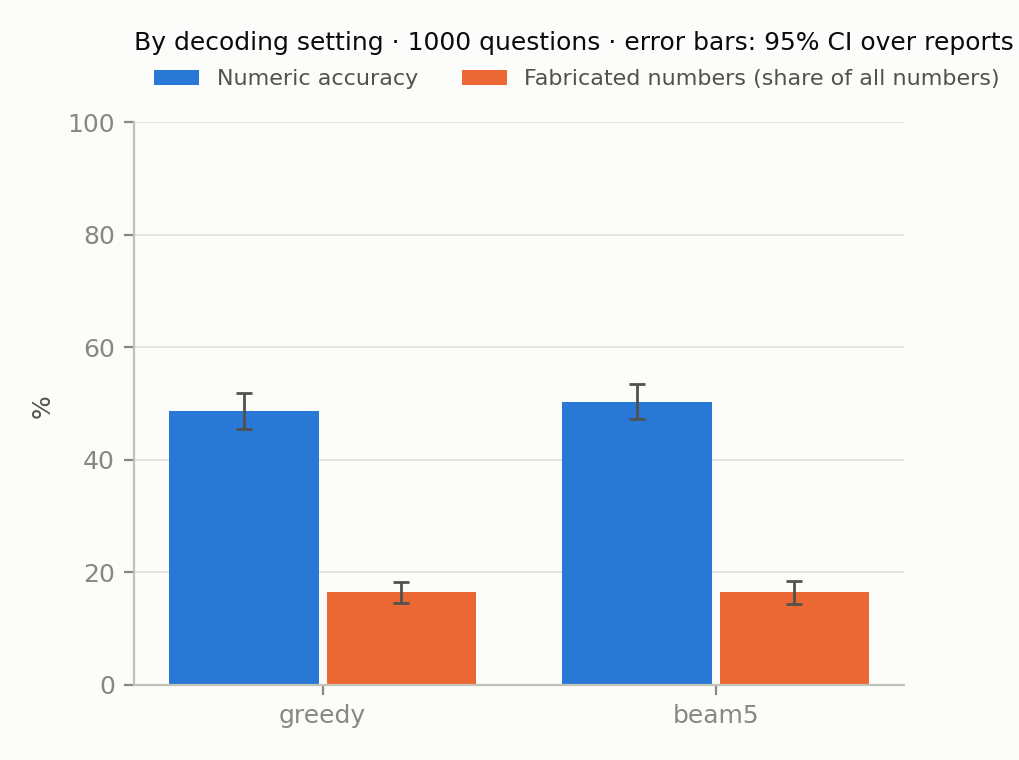 By decoding setting · 1000 questions · error bars: 95% CI over reports
Numeric accuracy Fabricated numbers (share of all numbers)
100
80
60
40
20
0
%
greedy beam5